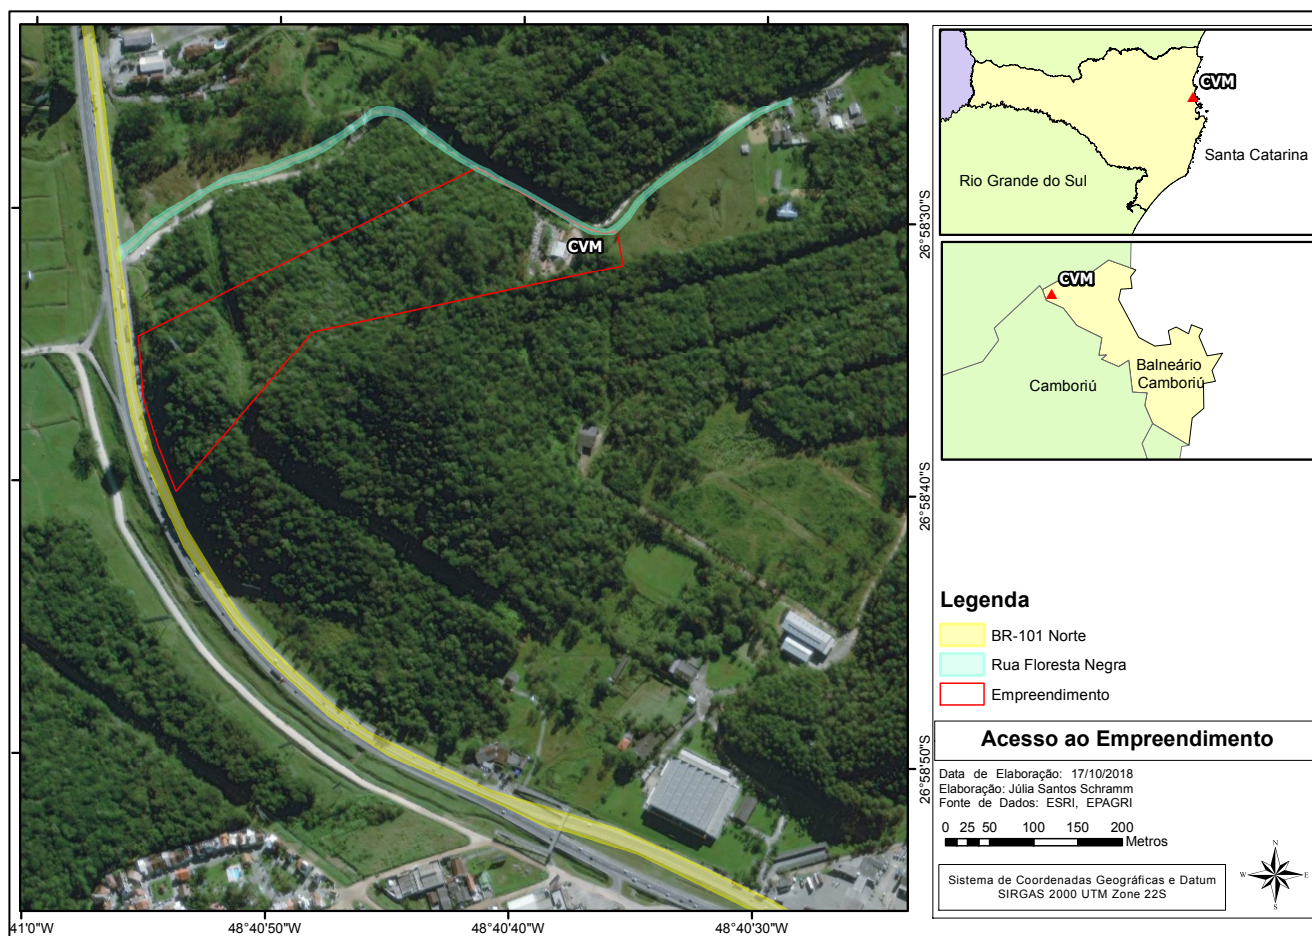 CVM
26°58'30"S
26°58'40"S
26°58'50"S
41'0"W
48°40'50"W
48°40'40"W
48°40'30"W
CVM
Santa Catarina
Rio Grande do Sul
CVM
Balneário
Camboriú
Camboriú
Legenda
BR-101 Norte
Rua Floresta Negra
Empreendimento
Acesso ao Empreendimento
Data de Elaboração: 17/10/2018
Elaboração: Júlia Santos Schramm
Fonte de Dados: ESRI, EPAGRI
0 25 50 100 150 200
Metros
N
W E
S
Sistema de Coordenadas Geográficas e Datum
SIRGAS 2000 UTM Zone 22S